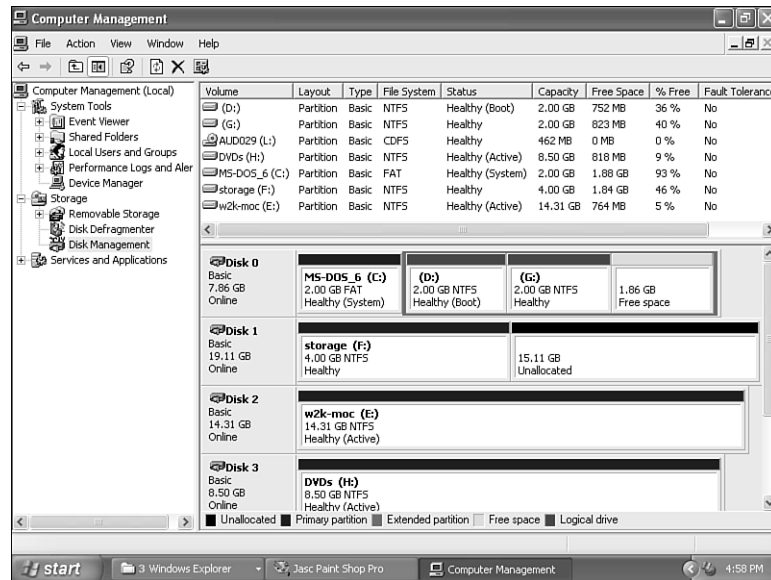 Computer Management
File Action View Window Help
Computer Management (Local)
System Tools
Event Viewer
Shared Folders
Local Users and Groups
Performance Logs and Aler
Device Manager
Storage
Removable Storage
Disk Defragmenter
Disk Management
Services and Applications
Volume Layout Type File System Status Capacity Free Space % Free Fault Tolerance
(D:) Partition Basic NTFS Healthy (Boot) 2.00 GB 752 MB 36 % No
(G:) Partition Basic NTFS Healthy 2.00 GB 823 MB 40 % No
AUD029 (L:) Partition Basic CDFS Healthy 462 MB 0 MB 0 % No
DVDs (H:) Partition Basic NTFS Healthy (Active) 8.50 GB 818 MB 9 % No
MS-DOS_6 (C:) Partition Basic FAT Healthy (System) 2.00 GB 1.88 GB 93 % No
storage (F:) Partition Basic NTFS Healthy 4.00 GB 1.84 GB 46 % No
w2k-moc (E:) Partition Basic NTFS Healthy (Active) 14.31 GB 764 MB 5 % No
Disk 0
Basic
7.86 GB
Online
MS-DOS_6 (C:)
2.00 GB FAT
Healthy (System)
(D:)
2.00 GB NTFS
Healthy (Boot)
(G:)
2.00 GB NTFS
Healthy
1.86 GB
Free space
Disk 1
Basic
19.11 GB
Online
storage (F:)
4.00 GB NTFS
Healthy
15.11 GB
Unallocated
Disk 2
Basic
14.31 GB
Online
w2k-moc (E:)
14.31 GB NTFS
Healthy (Active)
Disk 3
Basic
8.50 GB
Online
DVDs (H:)
8.50 GB NTFS
Healthy (Active)
Unallocated Primary partition Extended partition Free space Logical drive
start 3 Windows Explorer Jasc Paint Shop Pro Computer Management 4:58 PM